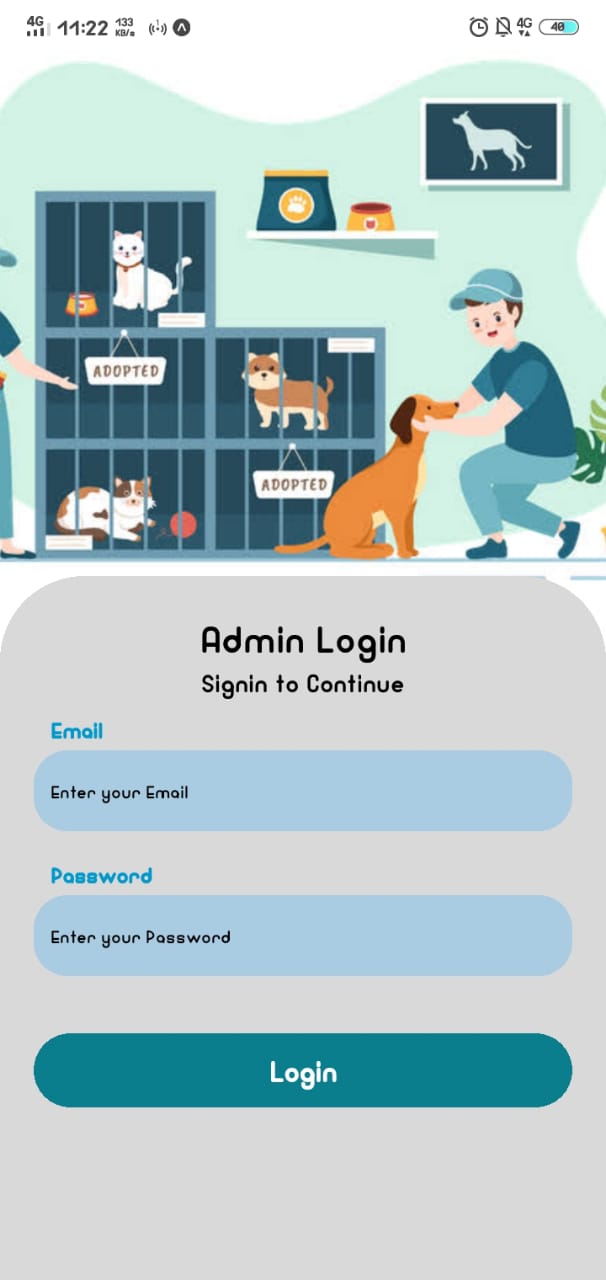 4G 11:22 133 KB/s 4G 40
ADOPTED
ADOPTED
Admin Login
Signin to Continue
Email
Enter your Email
Password
Enter your Password
Login